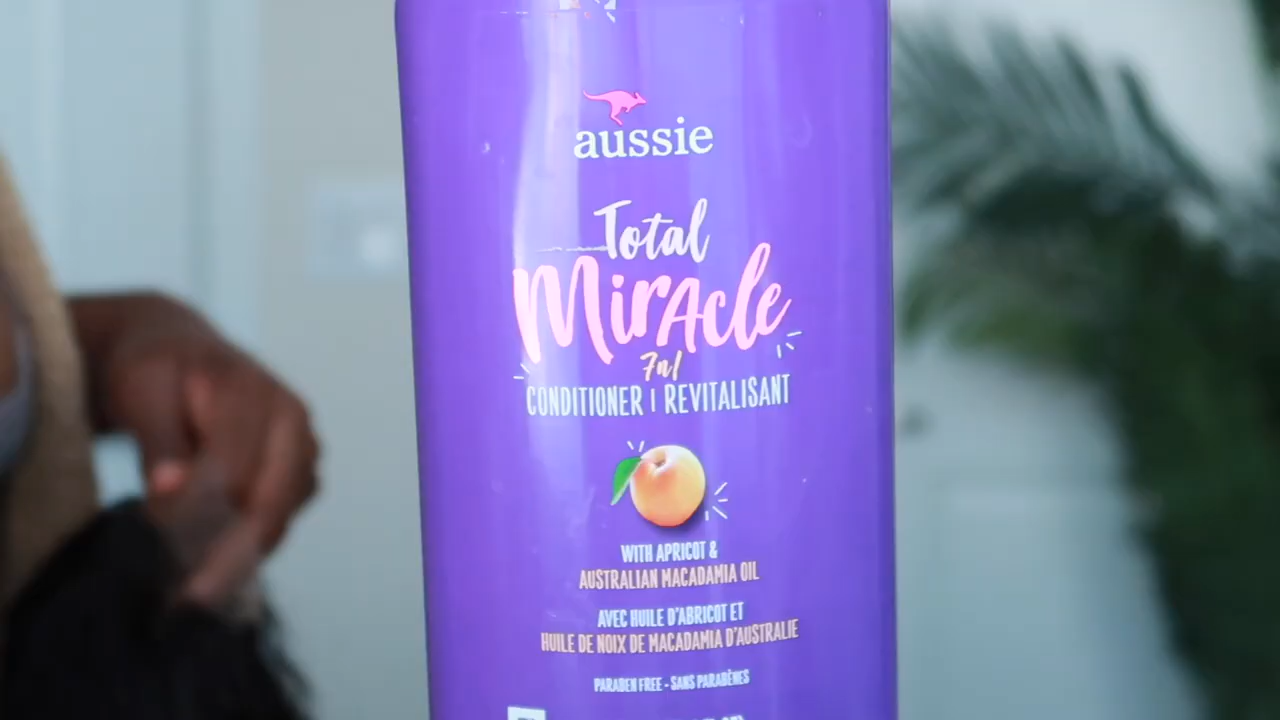 aussie
Total
Miracle
7n1
CONDITIONER | REVITALISANT
WITH APRICOT &
AUSTRALIAN MACADAMIA OIL
AVEC HUILE D'ABRICOT ET
HUILE DE NOIX DE MACADAMIA D'AUSTRALIE
PARABEN FREE - SANS PARABÈNES